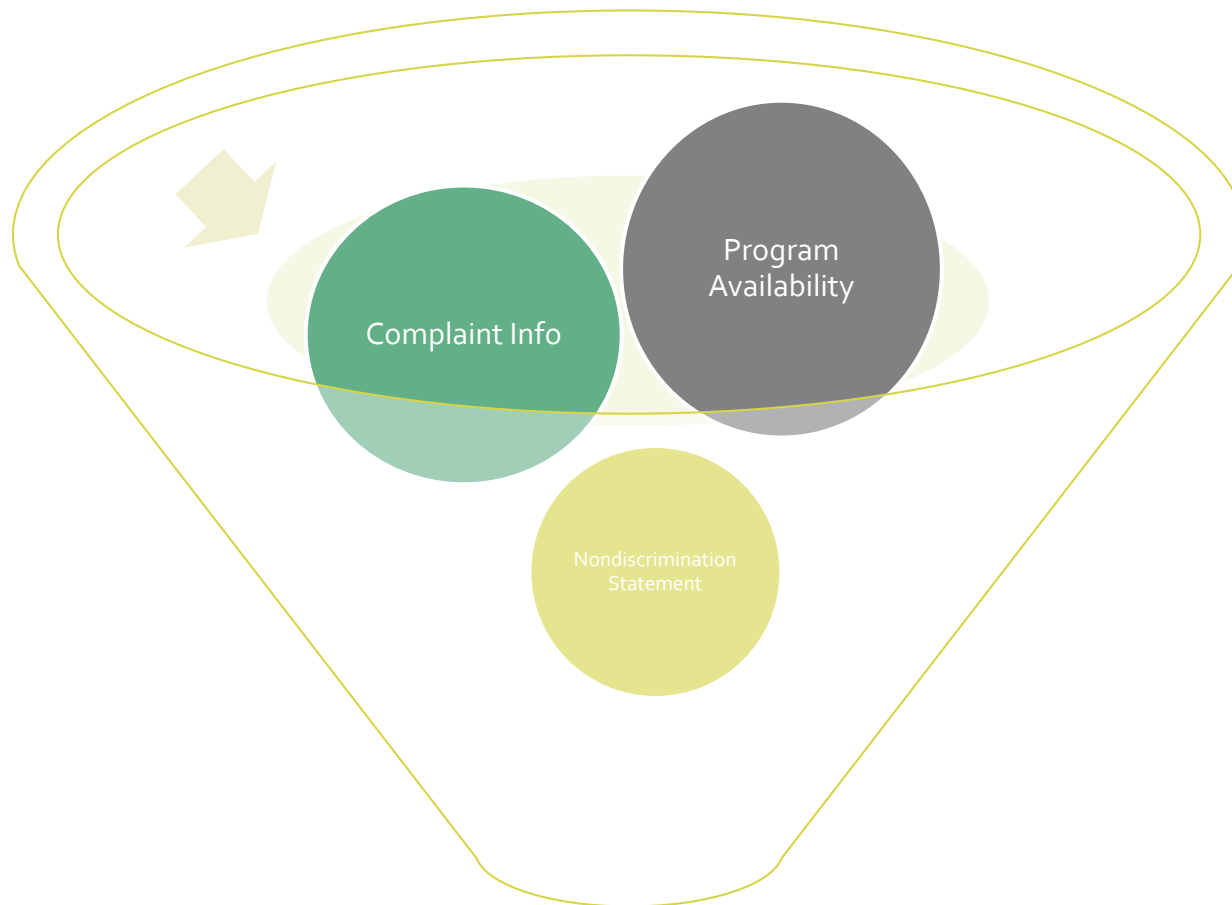 Program
Availability
Complaint Info
Nondiscrimination
Statement